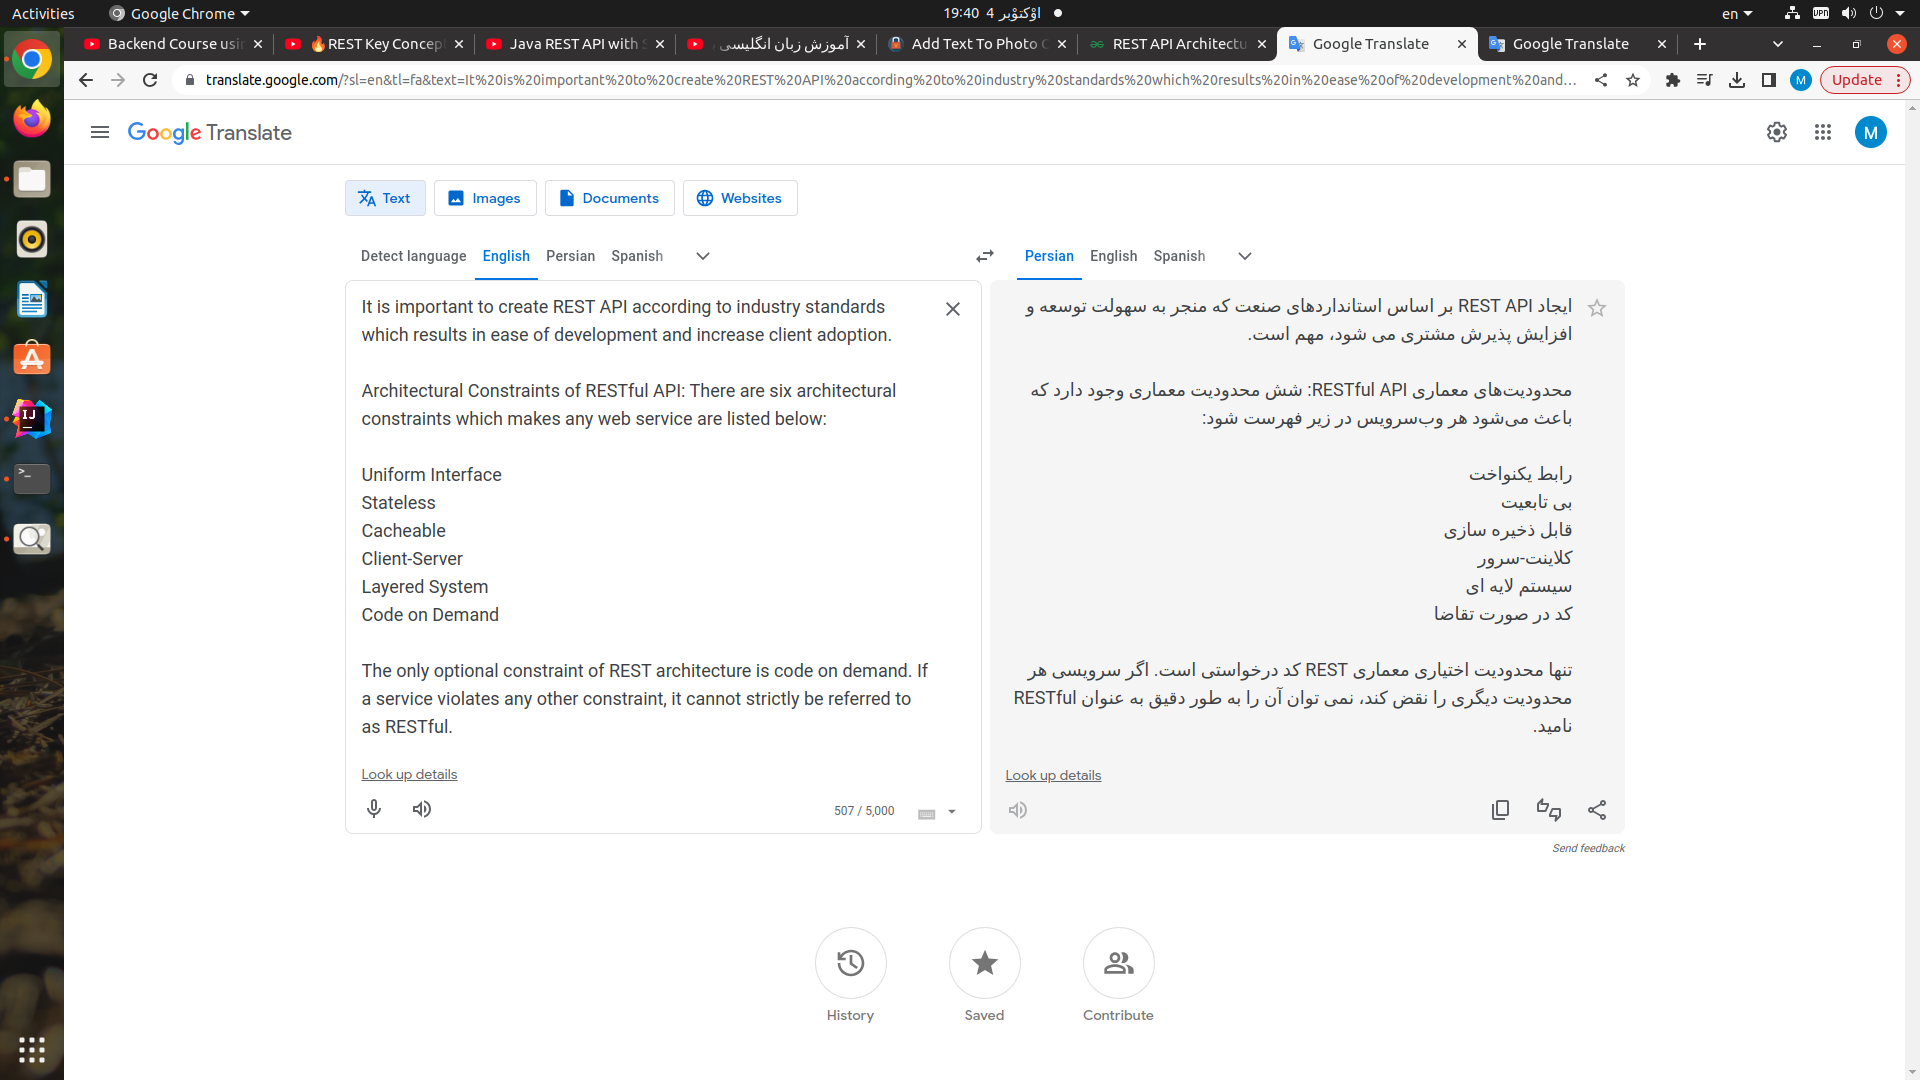 Activities
Google Chrome
19:40 4 اؤکتوْبر
en
VPN
Backend Course usin
🔥REST Key Concep
Java REST API with S
آموزش زبان انگلیسی
Add Text To Photo O
REST API Architectu
Google Translate
Google Translate
translate.google.com/?sl=en&tl=fa&text=It%20is%20important%20to%20create%20REST%20API%20according%20to%20industry%20standards%20which%20results%20in%20ease%20of%20development%20and...
M
Update
Google Translate
M
Text
Images
Documents
Websites
Detect language
English
Persian
Spanish
Persian
English
Spanish
It is important to create REST API according to industry standards
which results in ease of development and increase client adoption.
Architectural Constraints of RESTful API: There are six architectural
constraints which makes any web service are listed below:
Uniform Interface
Stateless
Cacheable
Client-Server
Layered System
Code on Demand
The only optional constraint of REST architecture is code on demand. If
a service violates any other constraint, it cannot strictly be referred to
as RESTful.
Look up details
507 / 5,000
ایجاد REST API بر اساس استانداردهای صنعت که منجر به سهولت توسعه و
افزایش پذیرش مشتری می شود، مهم است.
محدودیت‌های معماری RESTful API: شش محدودیت معماری وجود دارد که
باعث می‌شود هر وب‌سرویس در زیر فهرست شود:
رابط یکنواخت
بی تابعیت
قابل ذخیره سازی
کلاینت-سرور
سیستم لایه ای
کد در صورت تقاضا
تنها محدودیت اختیاری معماری REST کد درخواستی است. اگر سرویسی هر
محدودیت دیگری را نقض کند، نمی توان آن را به طور دقیق به عنوان RESTful
نامید.
Look up details
Send feedback
History
Saved
Contribute
IJ